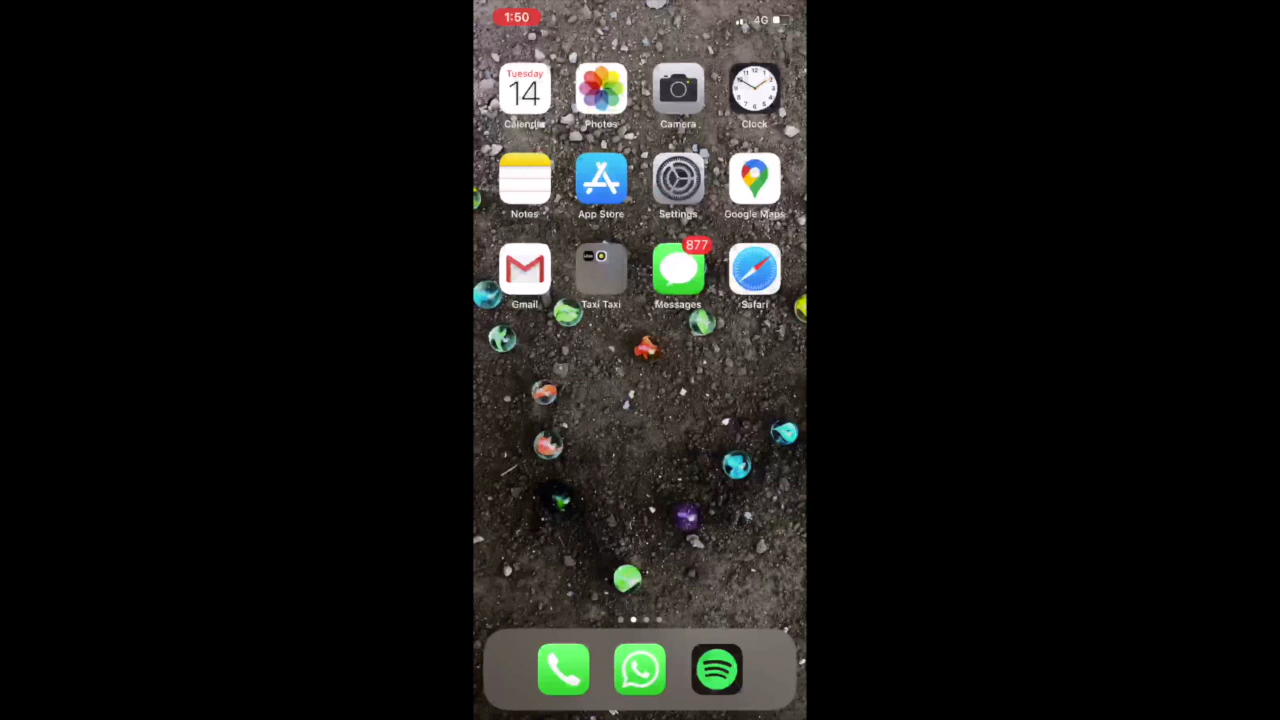 1:50
4G
Tuesday
14
Calendar
Photos
Camera
Clock
Notes
App Store
Settings
Google Maps
877
Gmail
Taxi Taxi
Messages
Safari